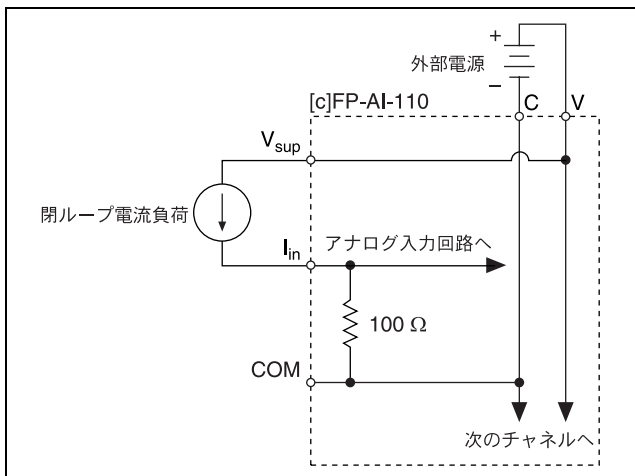 +
外部電源
−
[c]FP-AI-110
C
V
Vsup
閉ループ電流負荷
アナログ入力回路へ
Iin
100 Ω
COM
次のチャネルへ